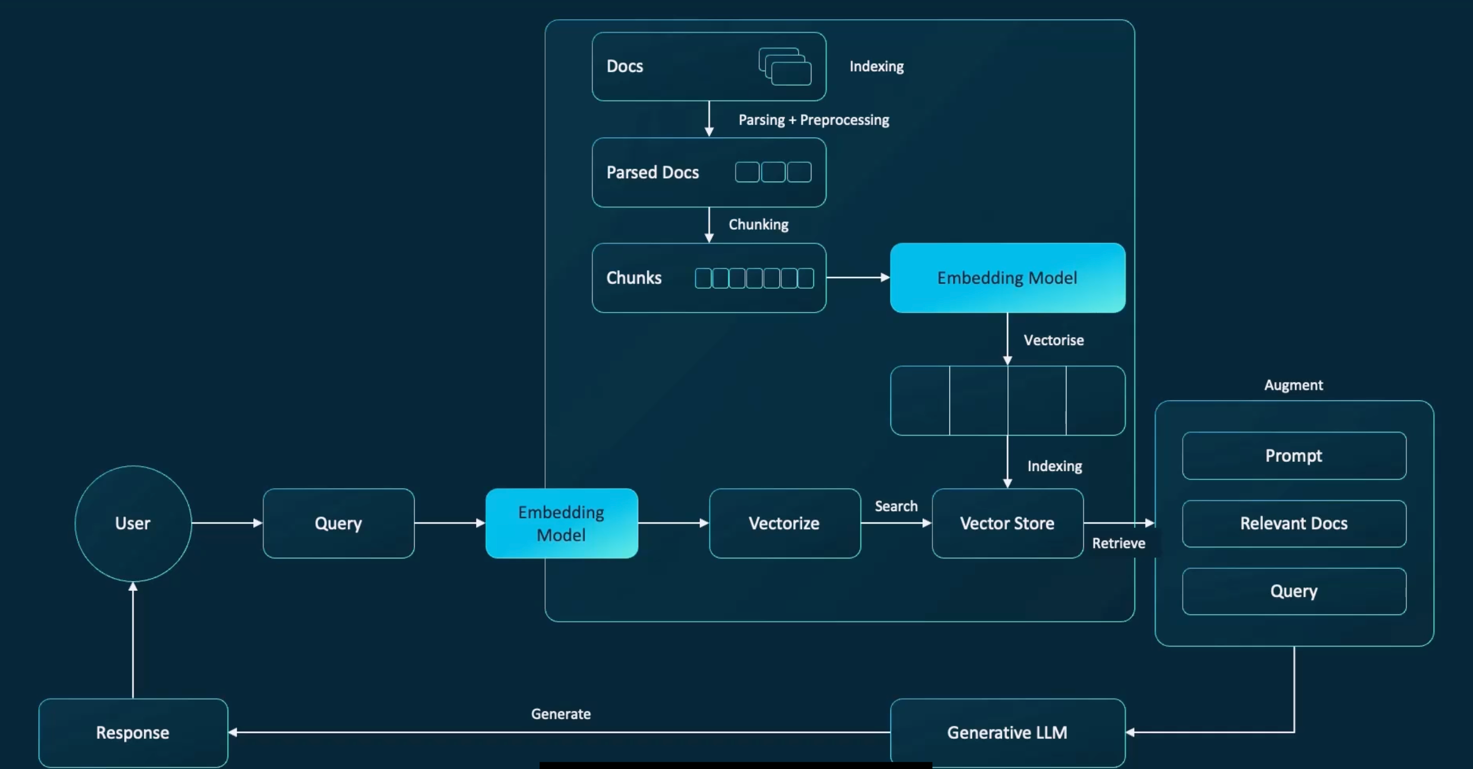 Docs
Indexing
Parsing + Preprocessing
Parsed Docs
Chunking
Chunks
Embedding Model
Vectorise
Indexing
User
Query
Embedding
Model
Vectorize
Search
Vector Store
Retrieve
Augment
Prompt
Relevant Docs
Query
Generative LLM
Generate
Response